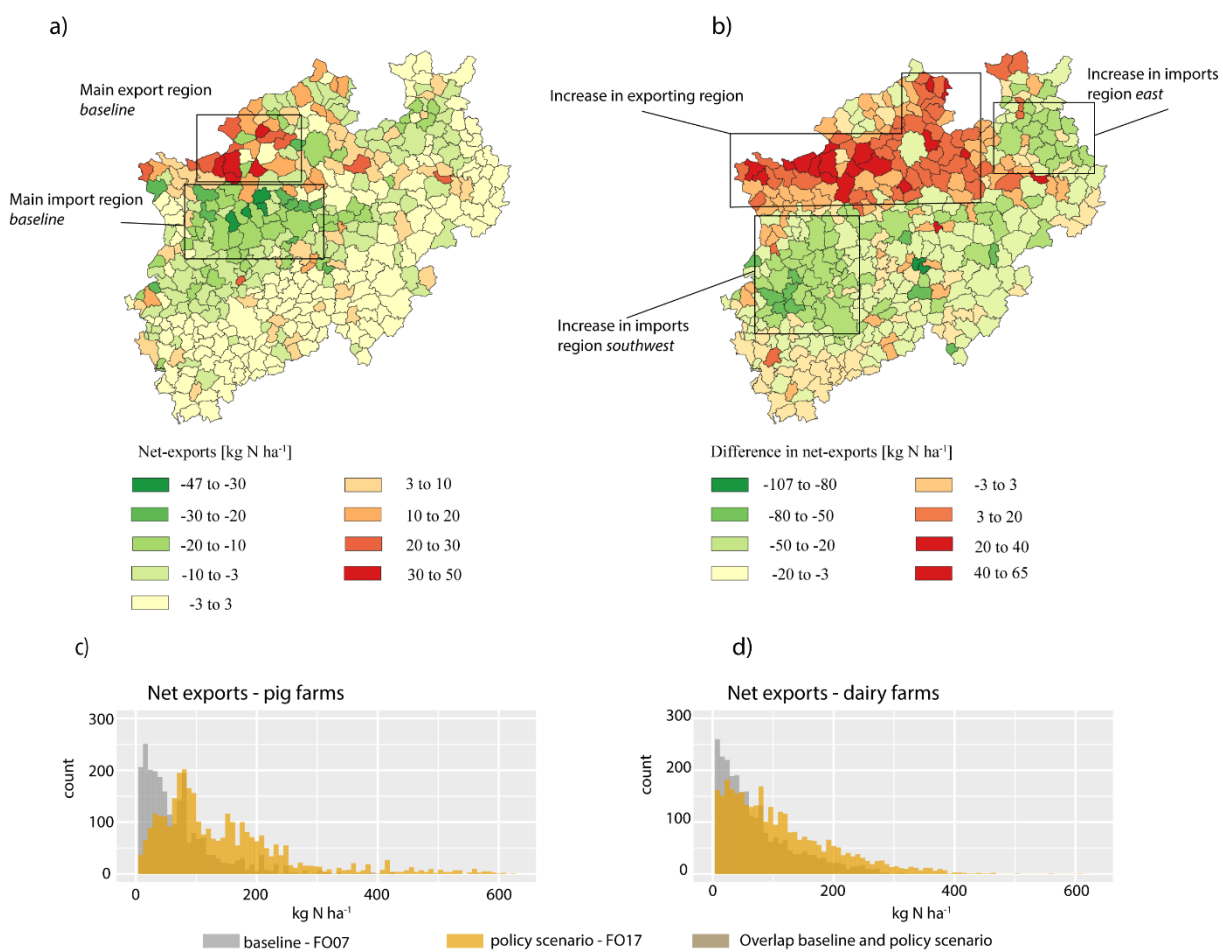 a)
Main export region
baseline
Main import region
baseline
Net-exports [kg N ha⁻¹]
-47 to -30
-30 to -20
-20 to -10
-10 to -3
-3 to 3
3 to 10
10 to 20
20 to 30
30 to 50
b)
Increase in exporting region
Increase in imports
region east
Increase in imports
region southwest
Difference in net-exports [kg N ha⁻¹]
-107 to -80
-80 to -50
-50 to -20
-20 to -3
-3 to 3
3 to 20
20 to 40
40 to 65
c)
Net exports - pig farms
300
200
100
0
count
0 200 400 600
kg N ha⁻¹
d)
Net exports - dairy farms
300
200
100
0
count
0 200 400 600
kg N ha⁻¹
baseline - FO07
policy scenario - FO17
Overlap baseline and policy scenario